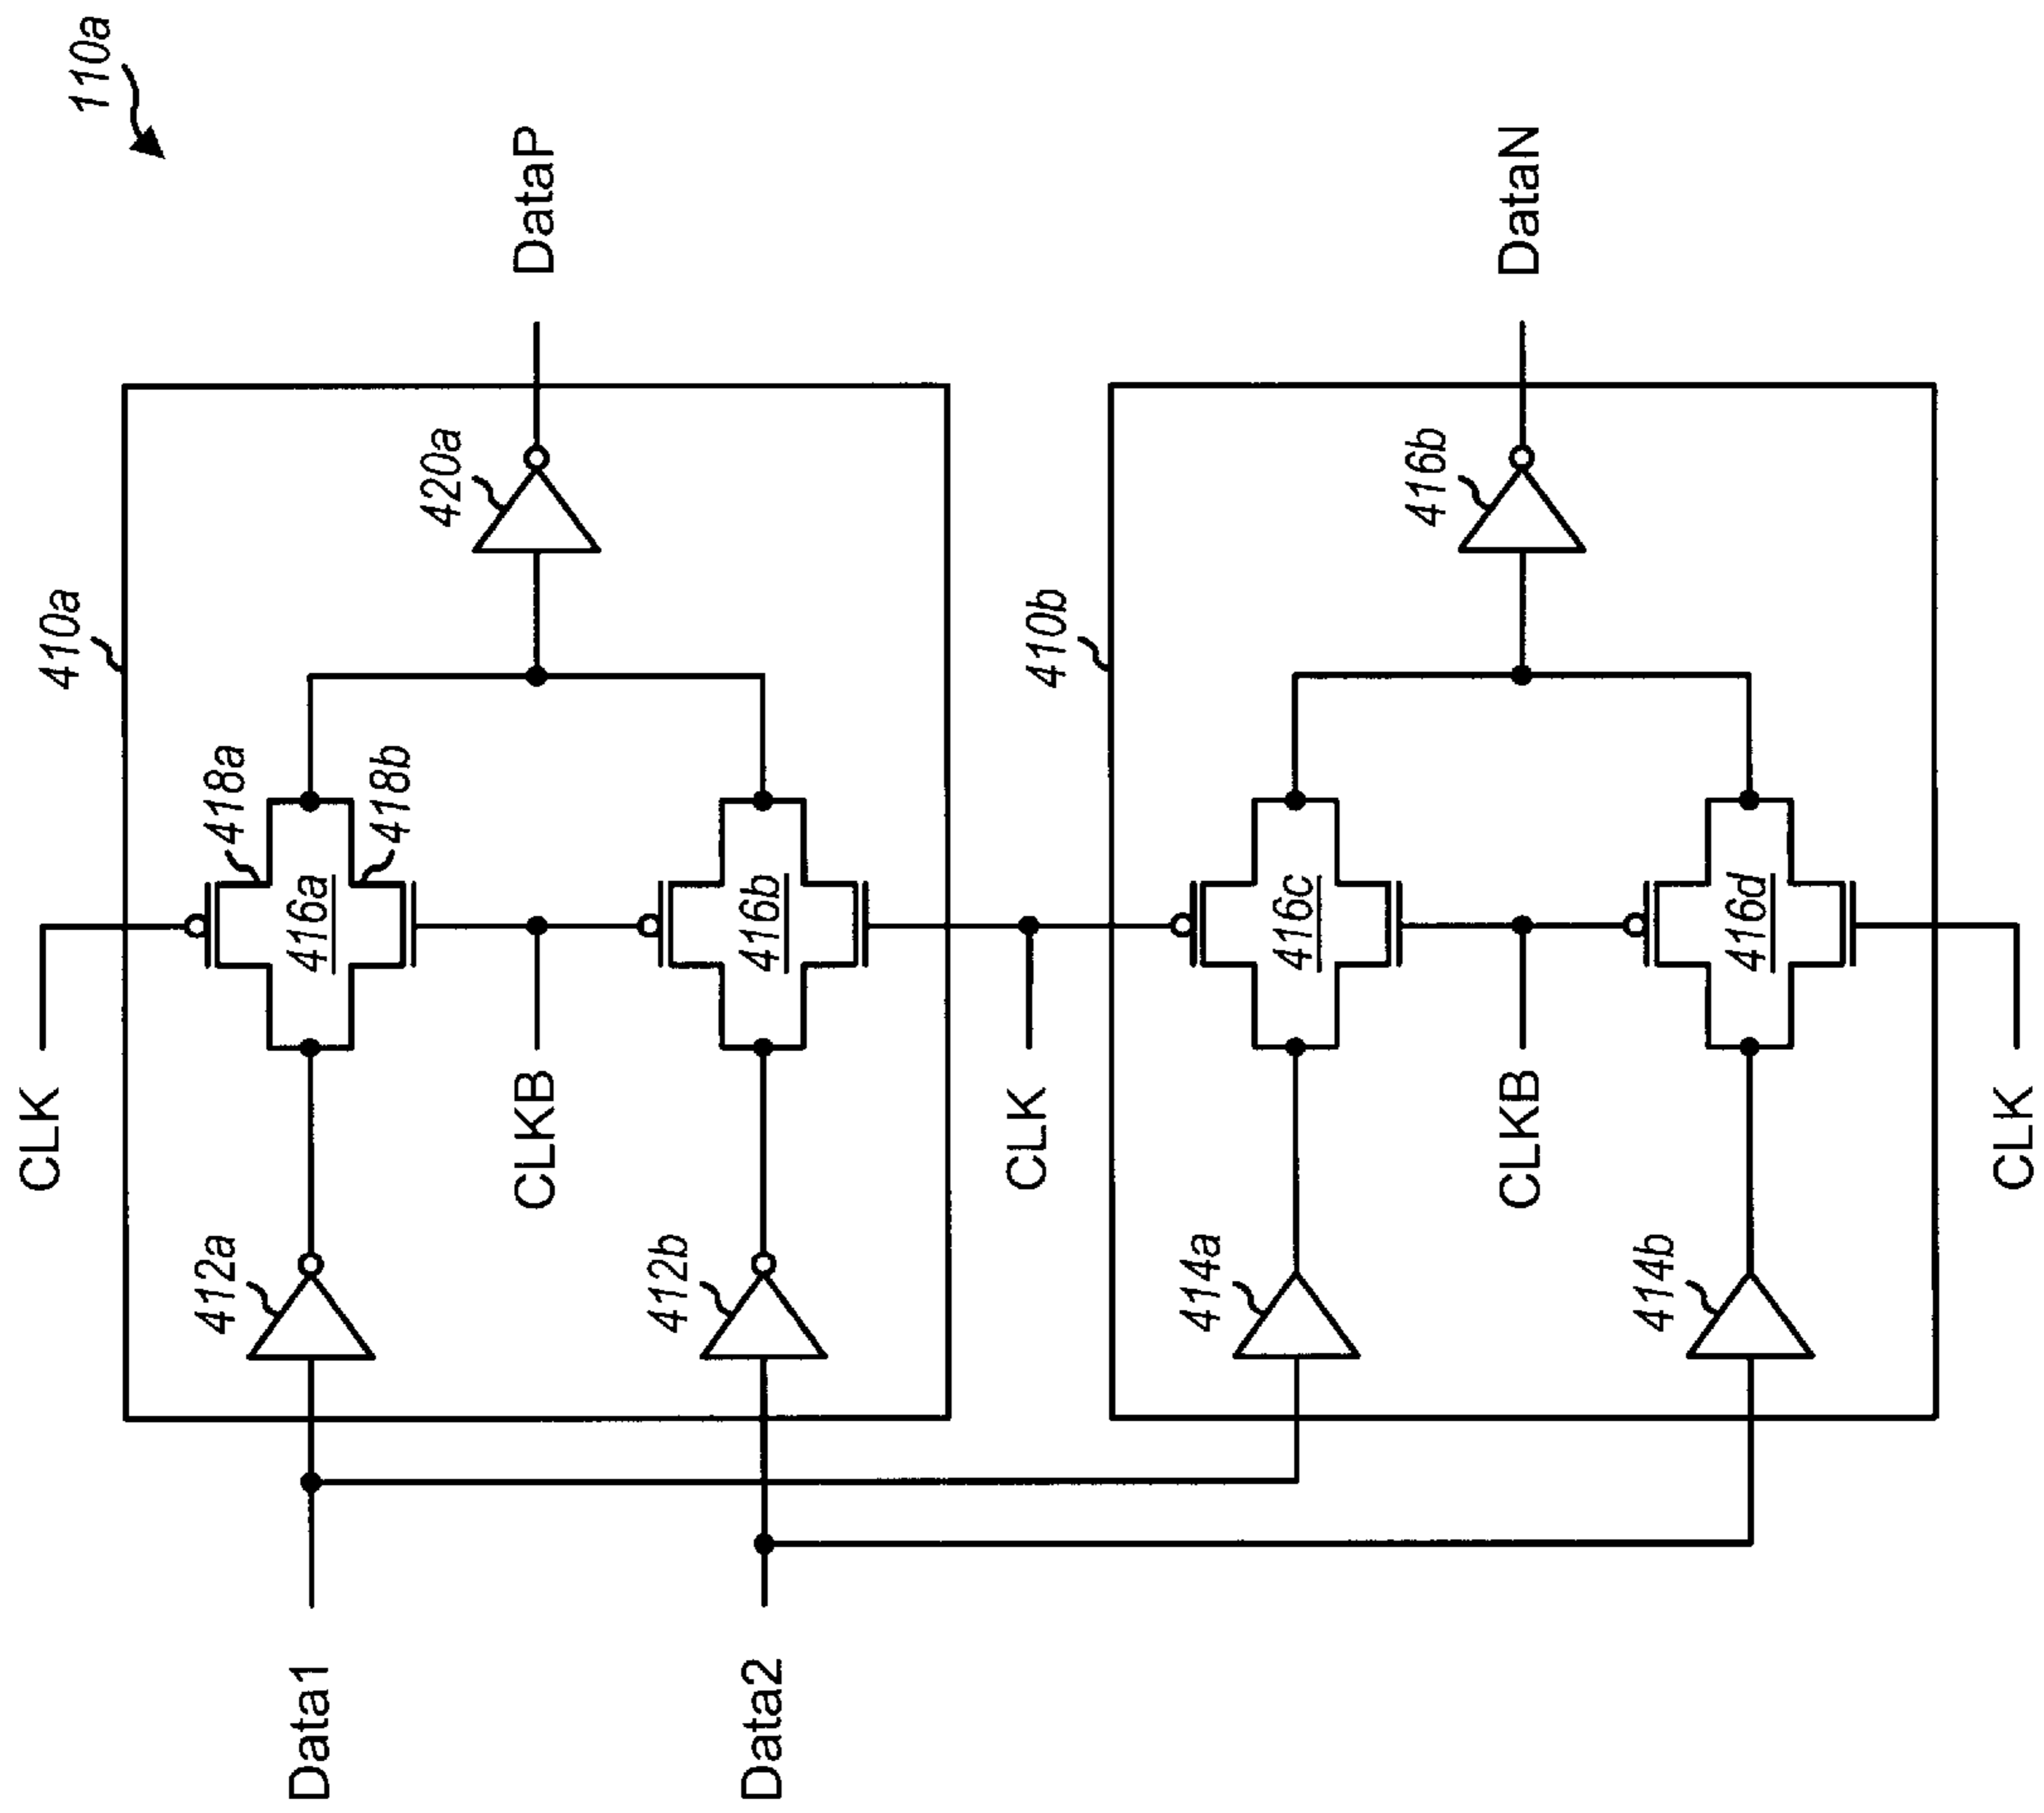 110a
410a
CLK
418a
412a
416a
418b
420a
Data1
DataP
CLKB
412b
416b
Data2
CLK
410b
414a
416c
416b
DataN
CLKB
414b
416d
CLK